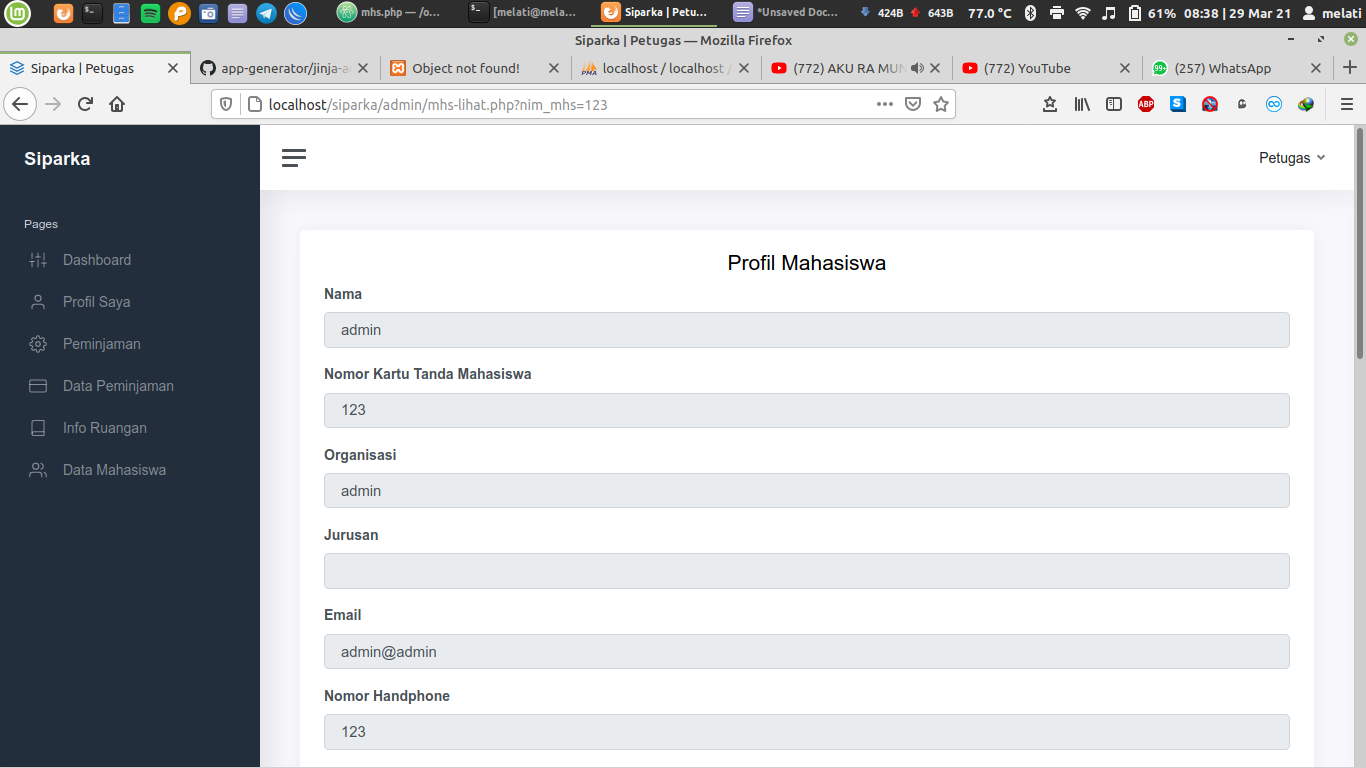 mhs.php — /o...
[melati@mela...
Siparka | Petu...
*Unsaved Doc...
424B 643B 77.0 °C 61% 08:38 | 29 Mar 21 melati
Siparka | Petugas — Mozilla Firefox
Siparka | Petugas
app-generator/jinja-a
Object not found!
localhost / localhost /
(772) AKU RA MUN
(772) YouTube
(257) WhatsApp
localhost/siparka/admin/mhs-lihat.php?nim_mhs=123
ABP
Siparka
Petugas
Pages
Dashboard
Profil Saya
Peminjaman
Data Peminjaman
Info Ruangan
Data Mahasiswa
Profil Mahasiswa
Nama
admin
Nomor Kartu Tanda Mahasiswa
123
Organisasi
admin
Jurusan
Email
admin@admin
Nomor Handphone
123